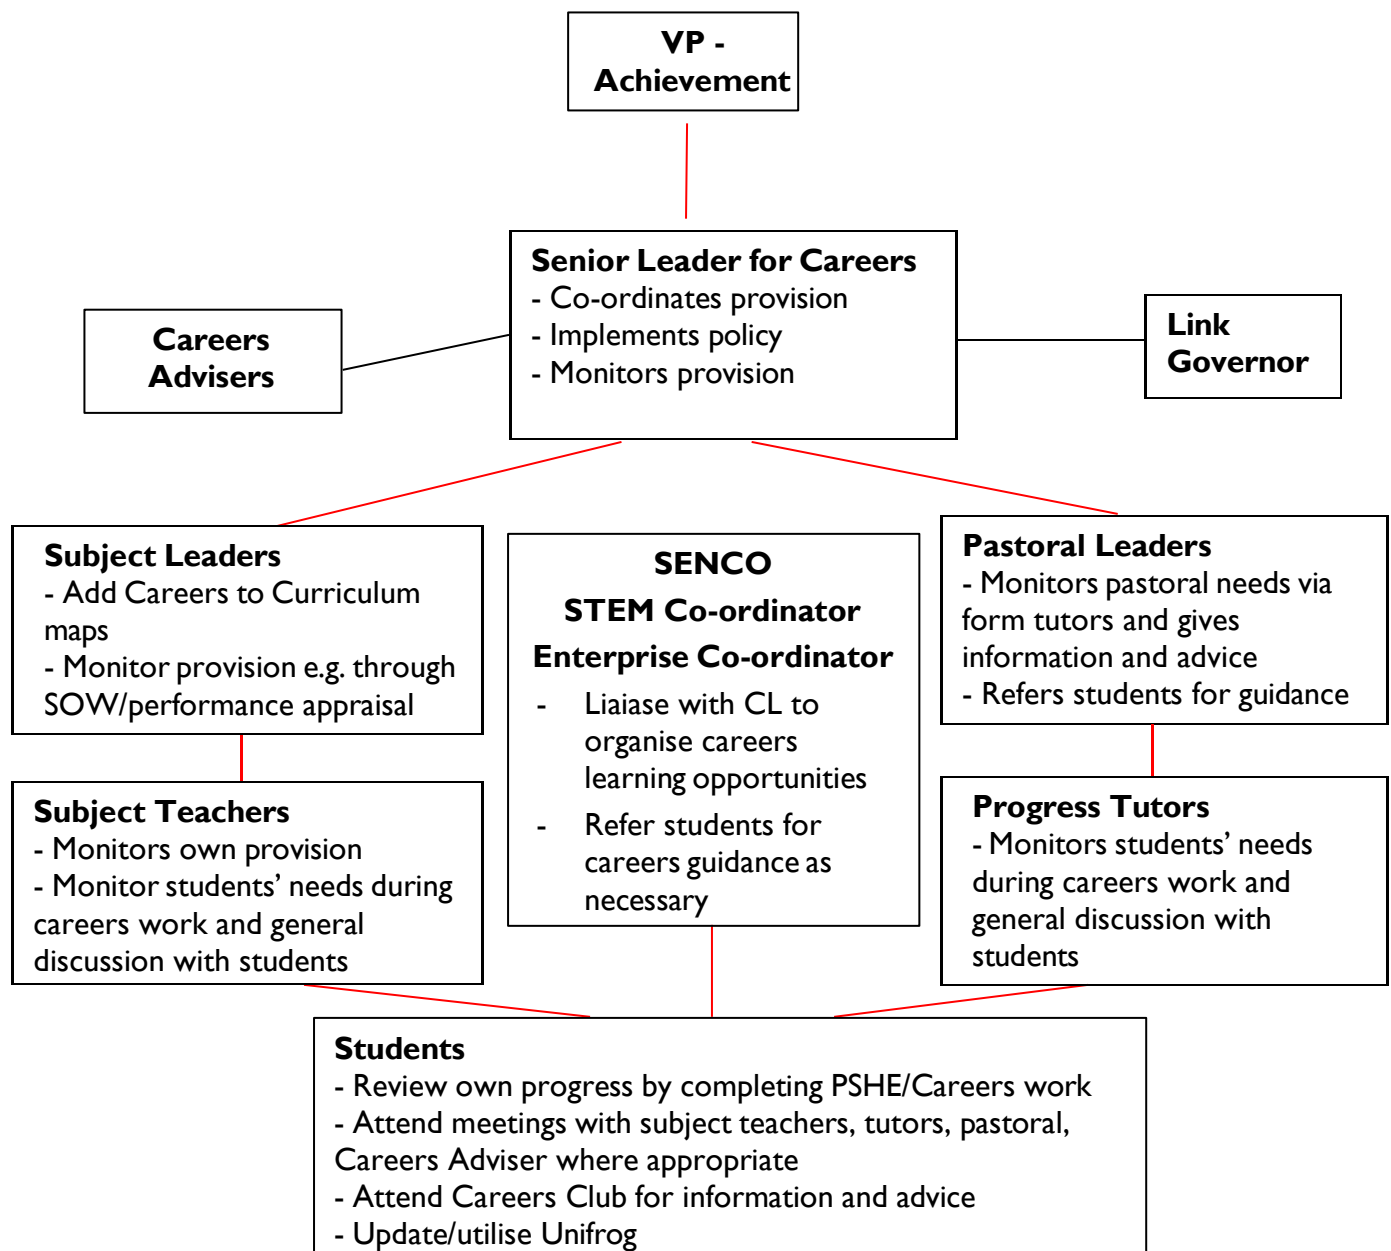 VP -
Achievement
Senior Leader for Careers
- Co-ordinates provision
- Implements policy
- Monitors provision
Careers
Advisers
Link
Governor
Subject Leaders
- Add Careers to Curriculum
maps
- Monitor provision e.g. through
SOW/performance appraisal
SENCO
STEM Co-ordinator
Enterprise Co-ordinator
- Liaiase with CL to
organise careers
learning opportunities
- Refer students for
careers guidance as
necessary
Pastoral Leaders
- Monitors pastoral needs via
form tutors and gives
information and advice
- Refers students for guidance
Subject Teachers
- Monitors own provision
- Monitor students’ needs during
careers work and general
discussion with students
Progress Tutors
- Monitors students’ needs
during careers work and
general discussion with
students
Students
- Review own progress by completing PSHE/Careers work
- Attend meetings with subject teachers, tutors, pastoral,
Careers Adviser where appropriate
- Attend Careers Club for information and advice
- Update/utilise Unifrog